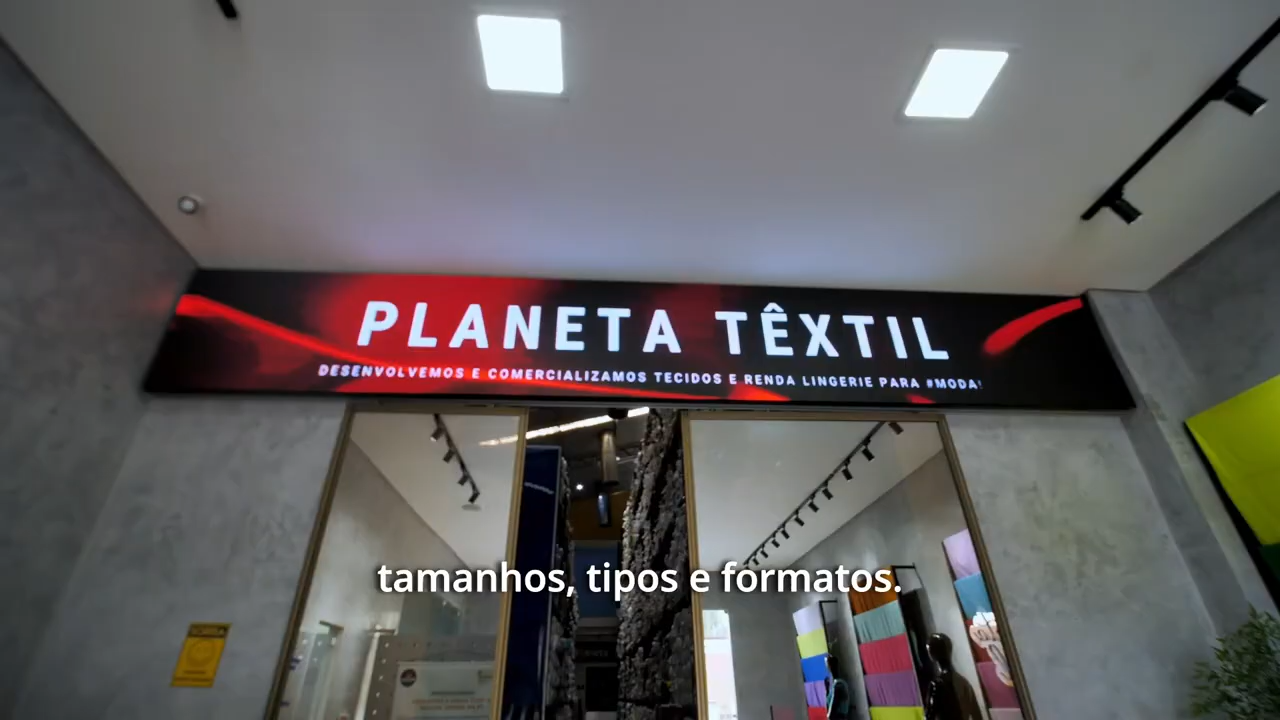 PLANETA TÊXTIL
DESENVOLVEMOS E COMERCIALIZAMOS TECIDOS E RENDA LINGERIE PARA #MODA!
tamanhos, tipos e formatos.